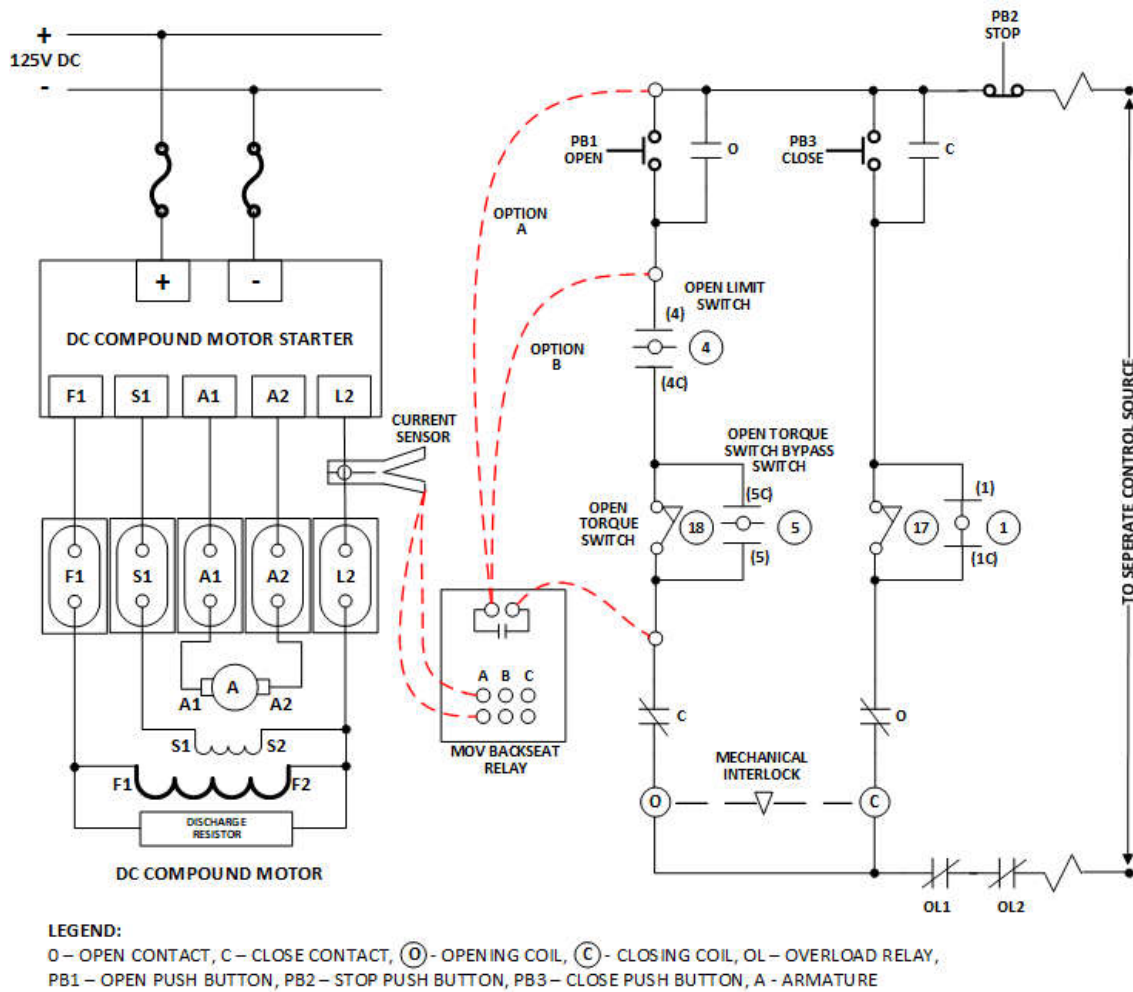 +
125V DC
-
+
-
DC COMPOUND MOTOR STARTER
F1
S1
A1
A2
L2
CURRENT
SENSOR
F1
S1
A1
A2
L2
A1
A
A2
S1
S2
F1
F2
DISCHARGE
RESISTOR
DC COMPOUND MOTOR
OPTION
A
OPTION
B
A B C
MOV BACKSEAT
RELAY
PB2
STOP
PB1
OPEN
O
PB3
CLOSE
C
OPEN LIMIT
SWITCH
(4)
4
(4C)
OPEN TORQUE
SWITCH BYPASS
SWITCH
OPEN
TORQUE
SWITCH
18
(5C)
5
(5)
17
(1)
1
(1C)
C
O
MECHANICAL
INTERLOCK
O
C
OL1
OL2
TO SEPERATE CONTROL SOURCE
LEGEND:
O – OPEN CONTACT, C – CLOSE CONTACT, O - OPENING COIL, C - CLOSING COIL, OL – OVERLOAD RELAY,
PB1 – OPEN PUSH BUTTON, PB2 – STOP PUSH BUTTON, PB3 – CLOSE PUSH BUTTON, A - ARMATURE